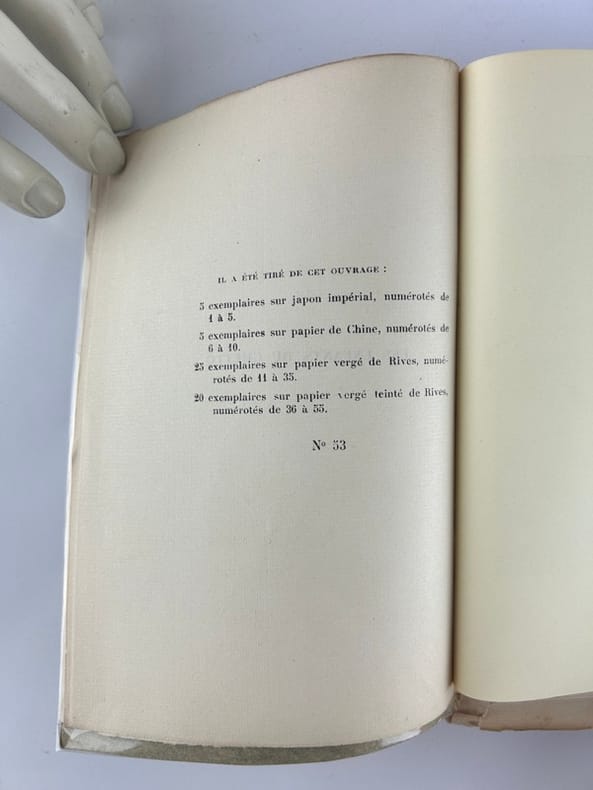 IL A ÉTÉ TIRÉ DE CET OUVRAGE :
5 exemplaires sur japon impérial, numérotés de
1 à 5.
5 exemplaires sur papier de Chine, numérotés de
6 à 10.
25 exemplaires sur papier vergé de Rives, numé-
rotés de 11 à 35.
20 exemplaires sur papier vergé teinté de Rives,
numérotés de 36 à 55.
Nº 53